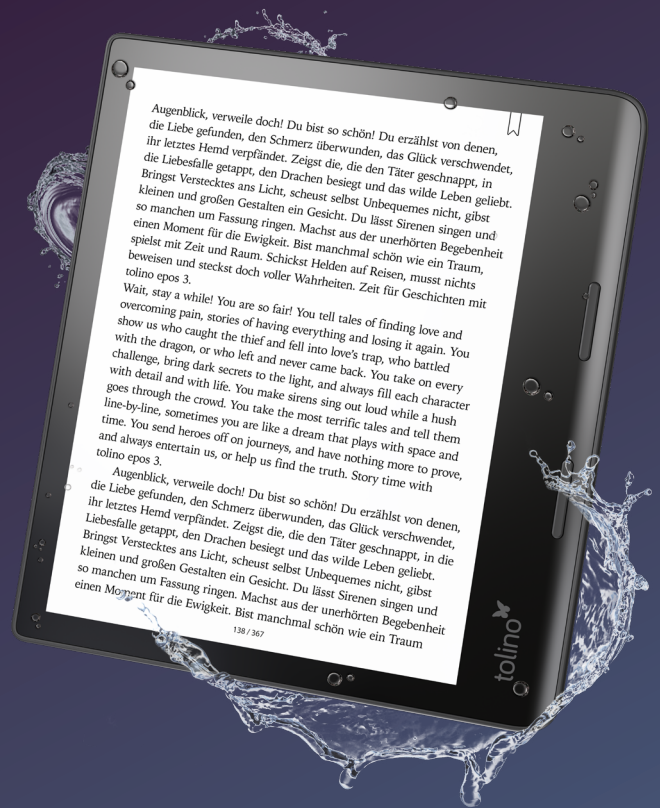 Augenblick, verweile doch! Du bist so schön! Du erzählst von denen,
die Liebe gefunden, den Schmerz überwunden, das Glück verschwendet,
ihr letztes Hemd verpfändet. Zeigst die, die den Täter geschnappt, in
die Liebesfalle getappt, den Drachen besiegt und das wilde Leben geliebt.
Bringst Verstecktes ans Licht, scheust selbst Unbequemes nicht, gibst
kleinen und großen Gestalten ein Gesicht. Du lässt Sirenen singen und
so manchen um Fassung ringen. Machst aus der unerhörten Begebenheit
einen Moment für die Ewigkeit. Bist manchmal schön wie ein Traum,
spielst mit Zeit und Raum. Schickst Helden auf Reisen, musst nichts
beweisen und steckst doch voller Wahrheiten. Zeit für Geschichten mit
tolino epos 3.
Wait, stay a while! You are so fair! You tell tales of finding love and
overcoming pain, stories of having everything and losing it again. You
show us who caught the thief and fell into love's trap, who battled
with the dragon, or who left and never came back. You take on every
challenge, bring dark secrets to the light, and always fill each character
with detail and with life. You make sirens sing out loud while a hush
goes through the crowd. You take the most terrific tales and tell them
line-by-line, sometimes you are like a dream that plays with space and
time. You send heroes off on journeys, and have nothing more to prove,
and always entertain us, or help us find the truth. Story time with
tolino epos 3.
Augenblick, verweile doch! Du bist so schön! Du erzählst von denen,
die Liebe gefunden, den Schmerz überwunden, das Glück verschwendet,
ihr letztes Hemd verpfändet. Zeigst die, die den Täter geschnappt, in die
Liebesfalle getappt, den Drachen besiegt und das wilde Leben geliebt.
Bringst Verstecktes ans Licht, scheust selbst Unbequemes nicht, gibst
kleinen und großen Gestalten ein Gesicht. Du lässt Sirenen singen und
so manchen um Fassung ringen. Machst aus der unerhörten Begebenheit
einen Moment für die Ewigkeit. Bist manchmal schön wie ein Traum
138 / 367
tolino